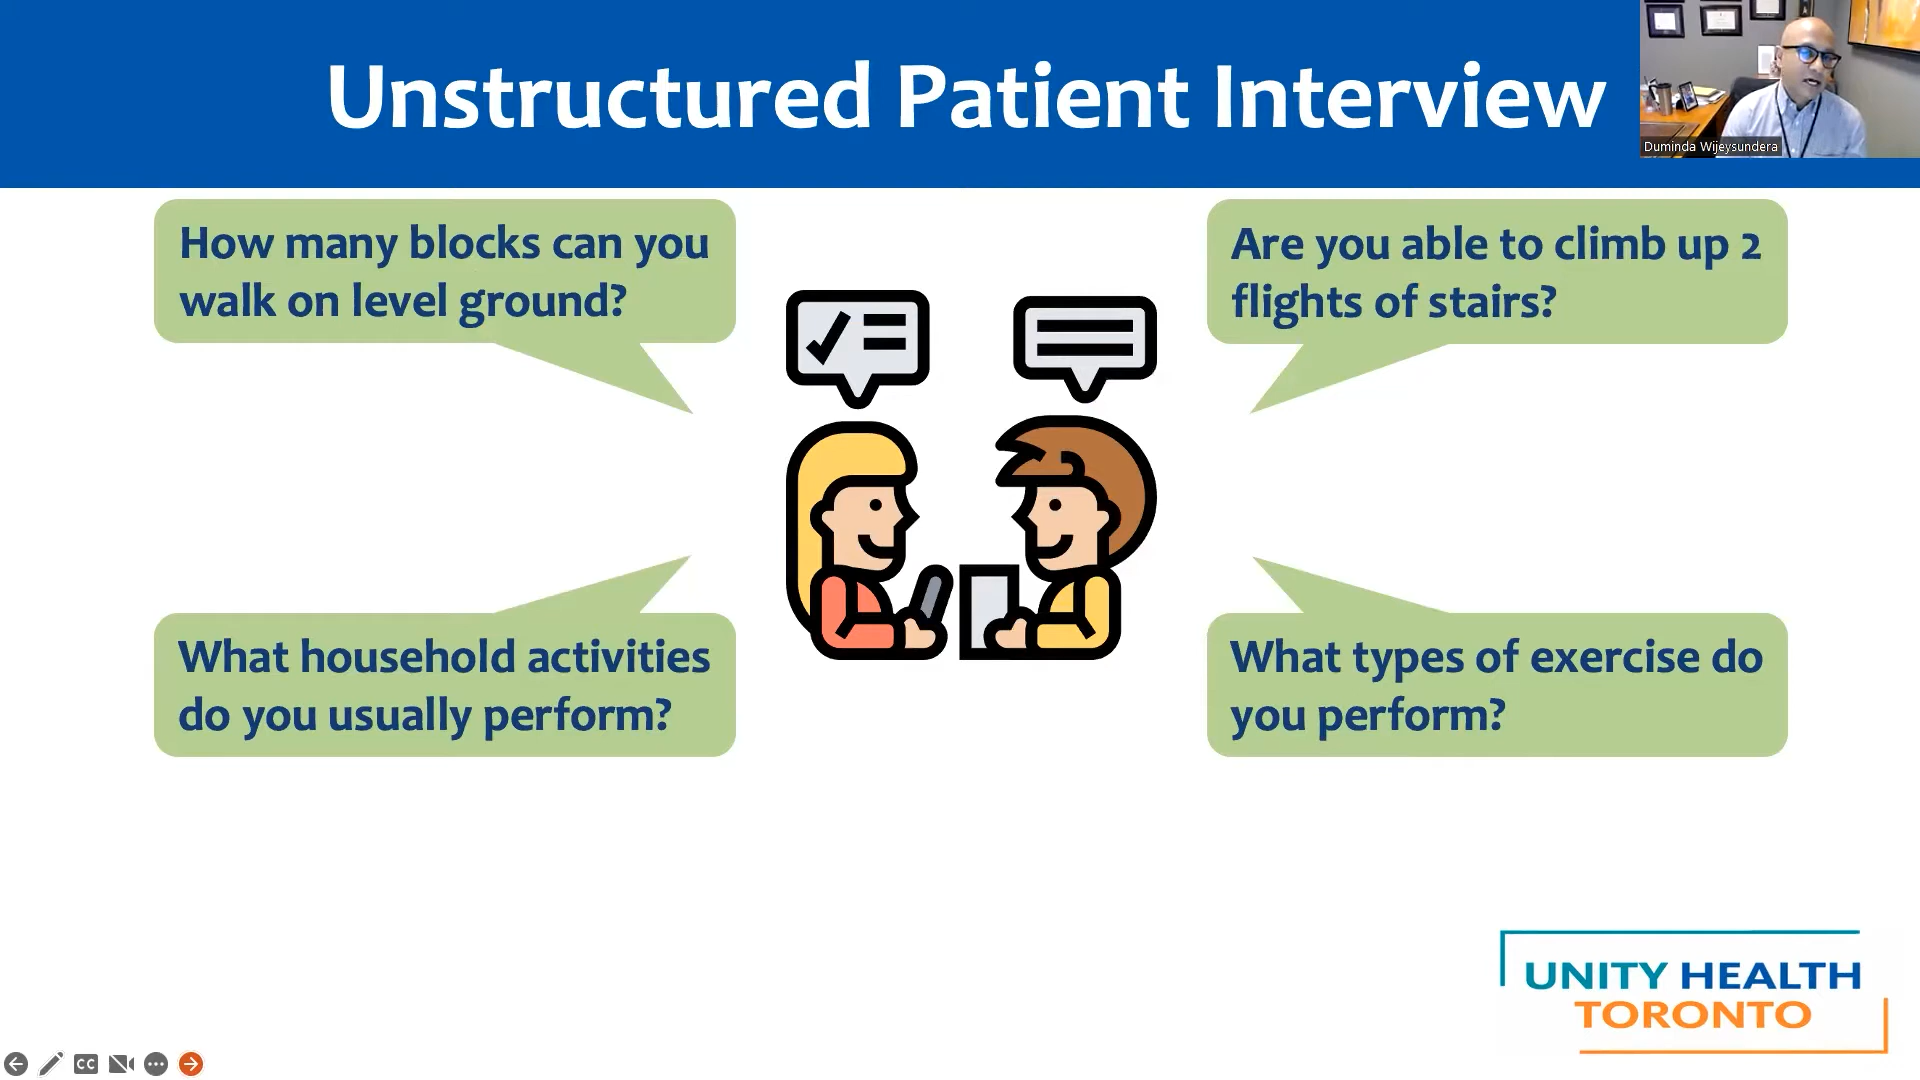 Unstructured Patient Interview
Duminda Wijeysundera
How many blocks can you
walk on level ground?
Are you able to climb up 2
flights of stairs?
What household activities
do you usually perform?
What types of exercise do
you perform?
UNITY HEALTH
TORONTO
CC